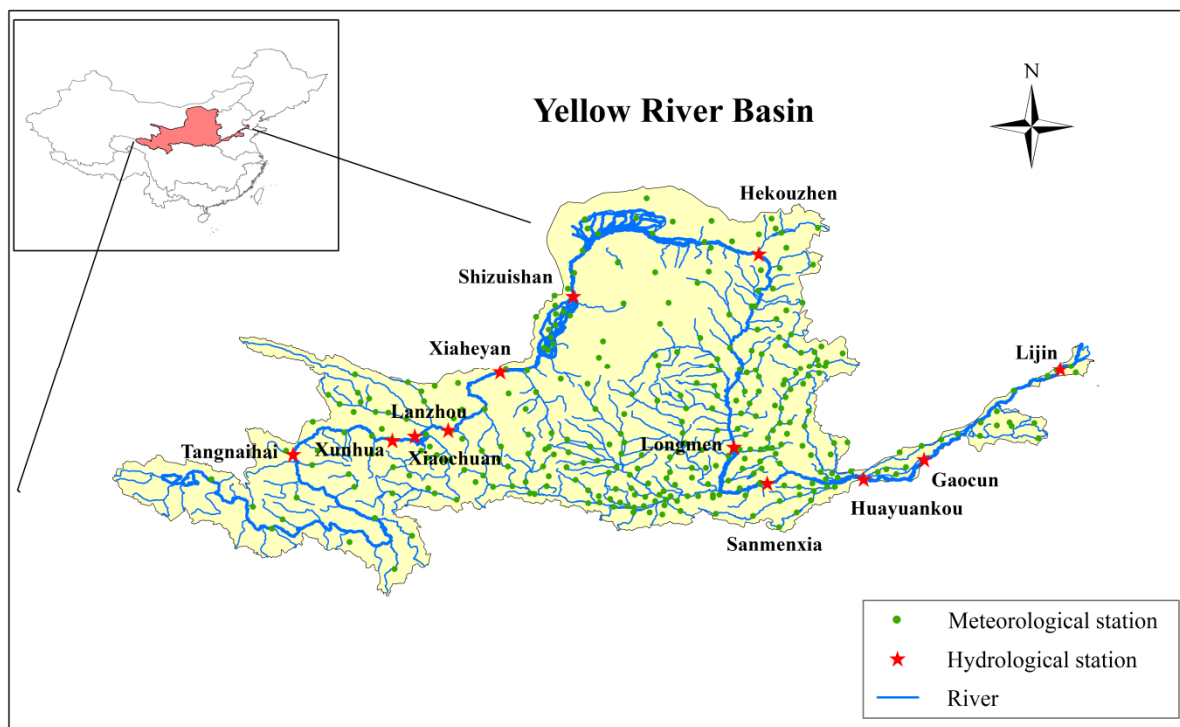 Yellow River Basin
N
Hekouzhen
Shizuishan
Xiaheyan
Lijin
Lanzhou
Longmen
Tangnaihai
Xunhua
Xiaochuan
Gaocun
Huayuankou
Sanmenxia
Meteorological station
Hydrological station
River